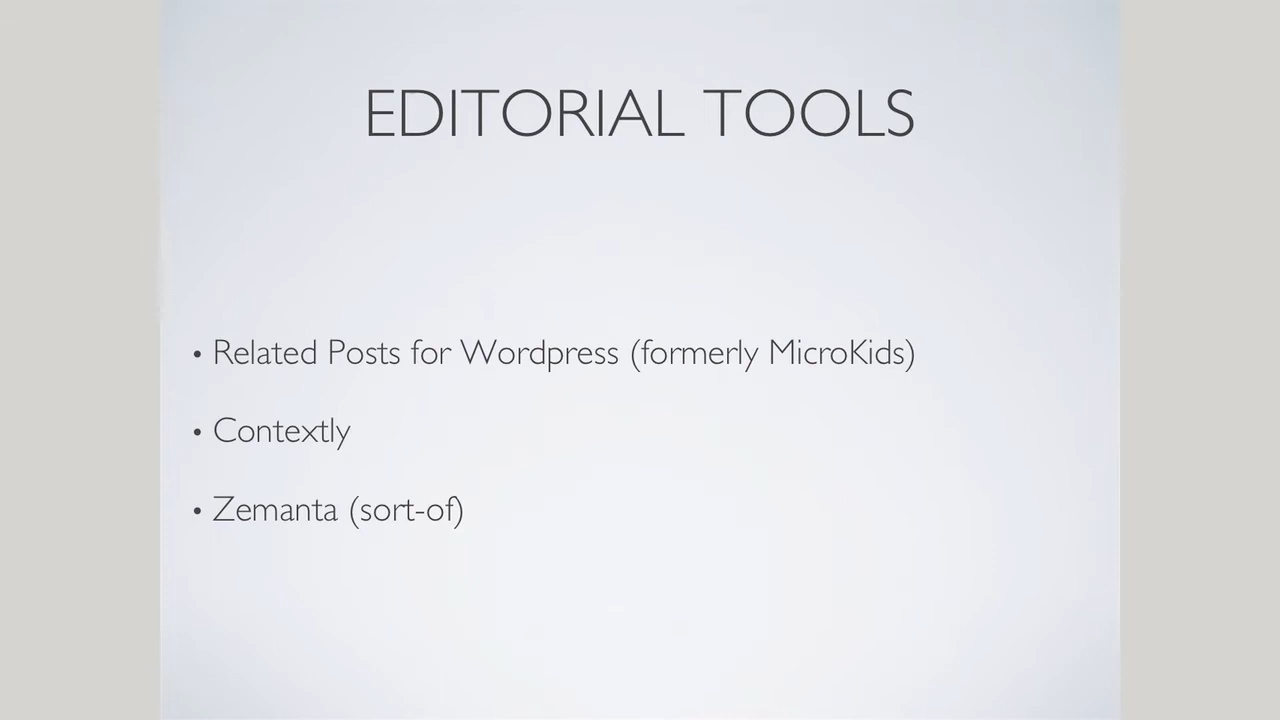 EDITORIAL TOOLS
• Related Posts for Wordpress (formerly MicroKids)
• Contextly
• Zemanta (sort-of)